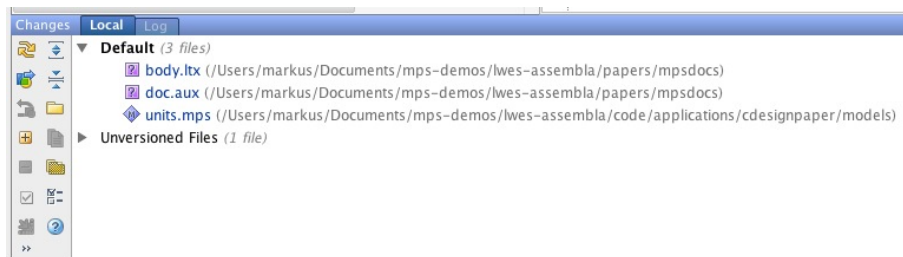 Changes Local Log
Default (3 files)
body.ltx (/Users/markus/Documents/mps-demos/lwes-assembla/papers/mpsdocs)
doc.aux (/Users/markus/Documents/mps-demos/lwes-assembla/papers/mpsdocs)
units.mps (/Users/markus/Documents/mps-demos/lwes-assembla/code/applications/cdesignpaper/models)
Unversioned Files (1 file)